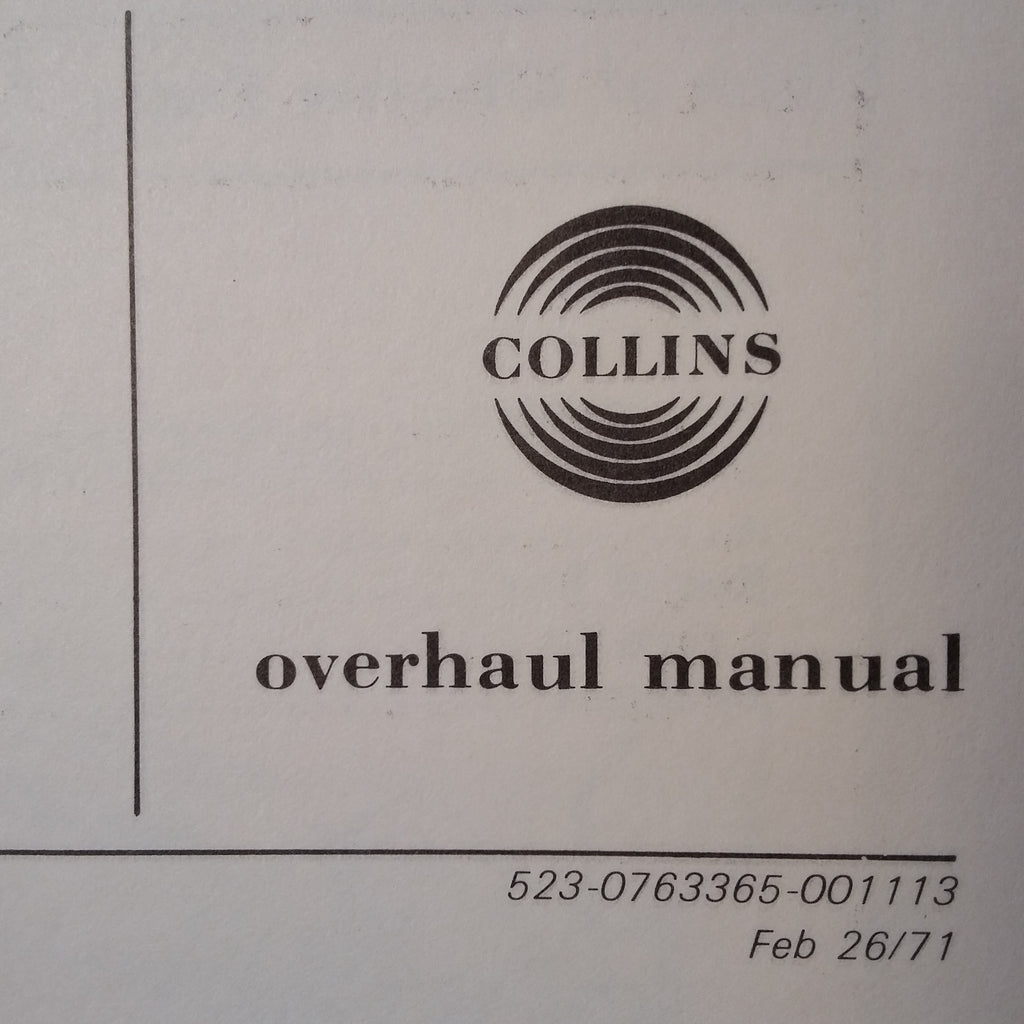 COLLINS
overhaul manual
523-0763365-001113
Feb 26/71